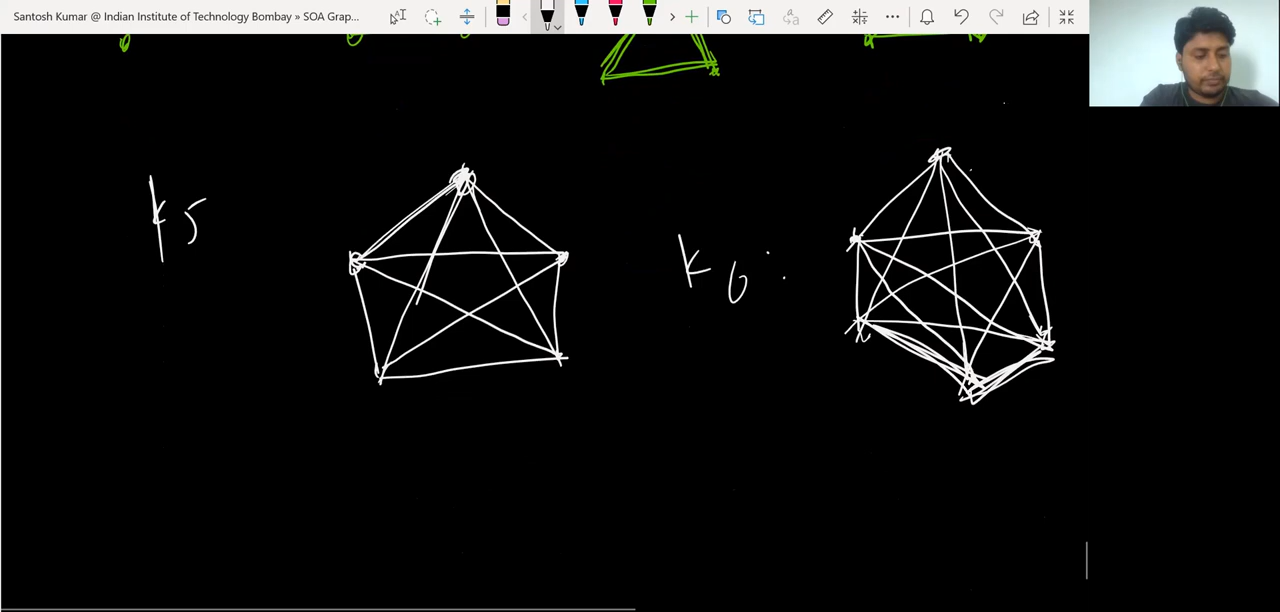 Santosh Kumar @ Indian Institute of Technology Bombay » SOA Grap...
K5
K6: